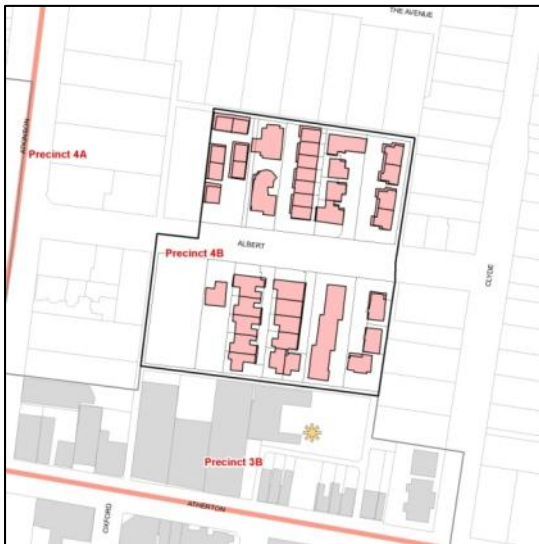 THE AVENUE
ATKINSON
Precinct 4A
ALBERT
Precinct 4B
CLYDE
Precinct 3B
ATHERTON
OXFORD